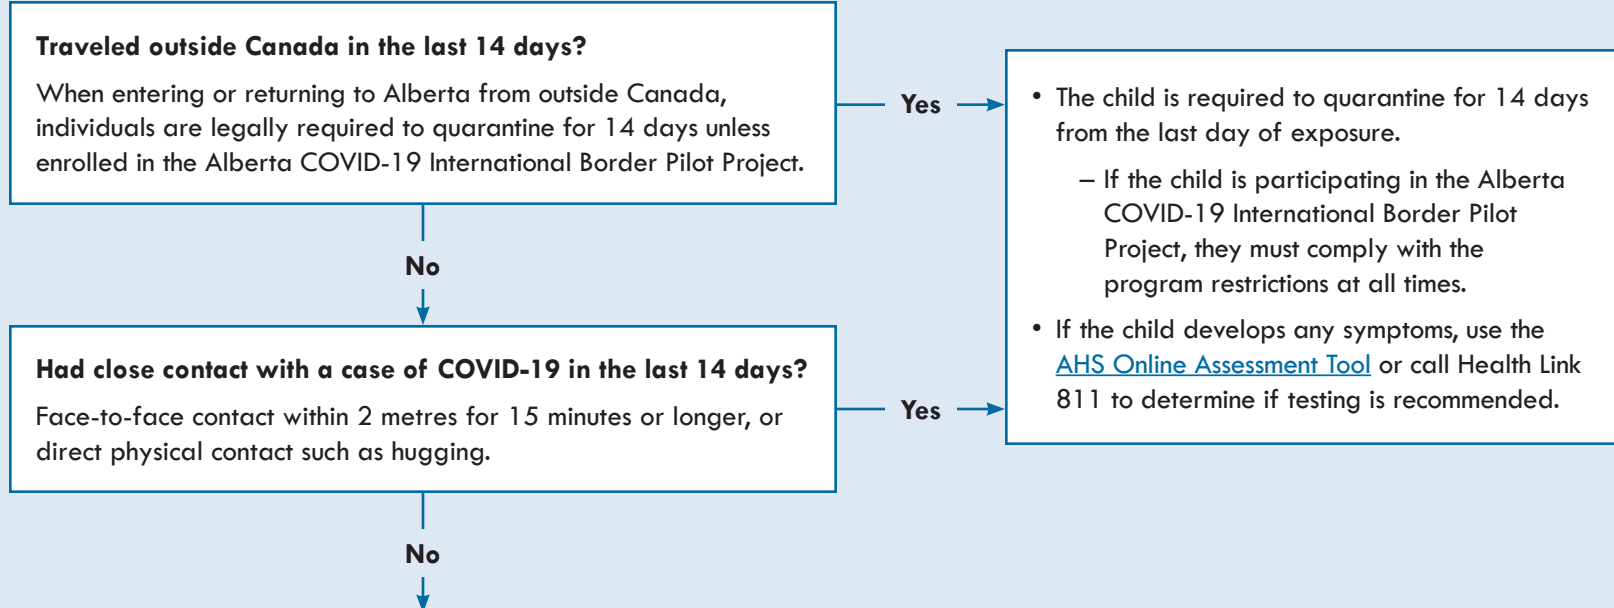 Traveled outside Canada in the last 14 days?
When entering or returning to Alberta from outside Canada,
individuals are legally required to quarantine for 14 days unless
enrolled in the Alberta COVID-19 International Border Pilot Project.
Yes
• The child is required to quarantine for 14 days
from the last day of exposure.
– If the child is participating in the Alberta
COVID-19 International Border Pilot
Project, they must comply with the
program restrictions at all times.
• If the child develops any symptoms, use the
AHS Online Assessment Tool or call Health Link
811 to determine if testing is recommended.
No
Had close contact with a case of COVID-19 in the last 14 days?
Face-to-face contact within 2 metres for 15 minutes or longer, or
direct physical contact such as hugging.
Yes
No